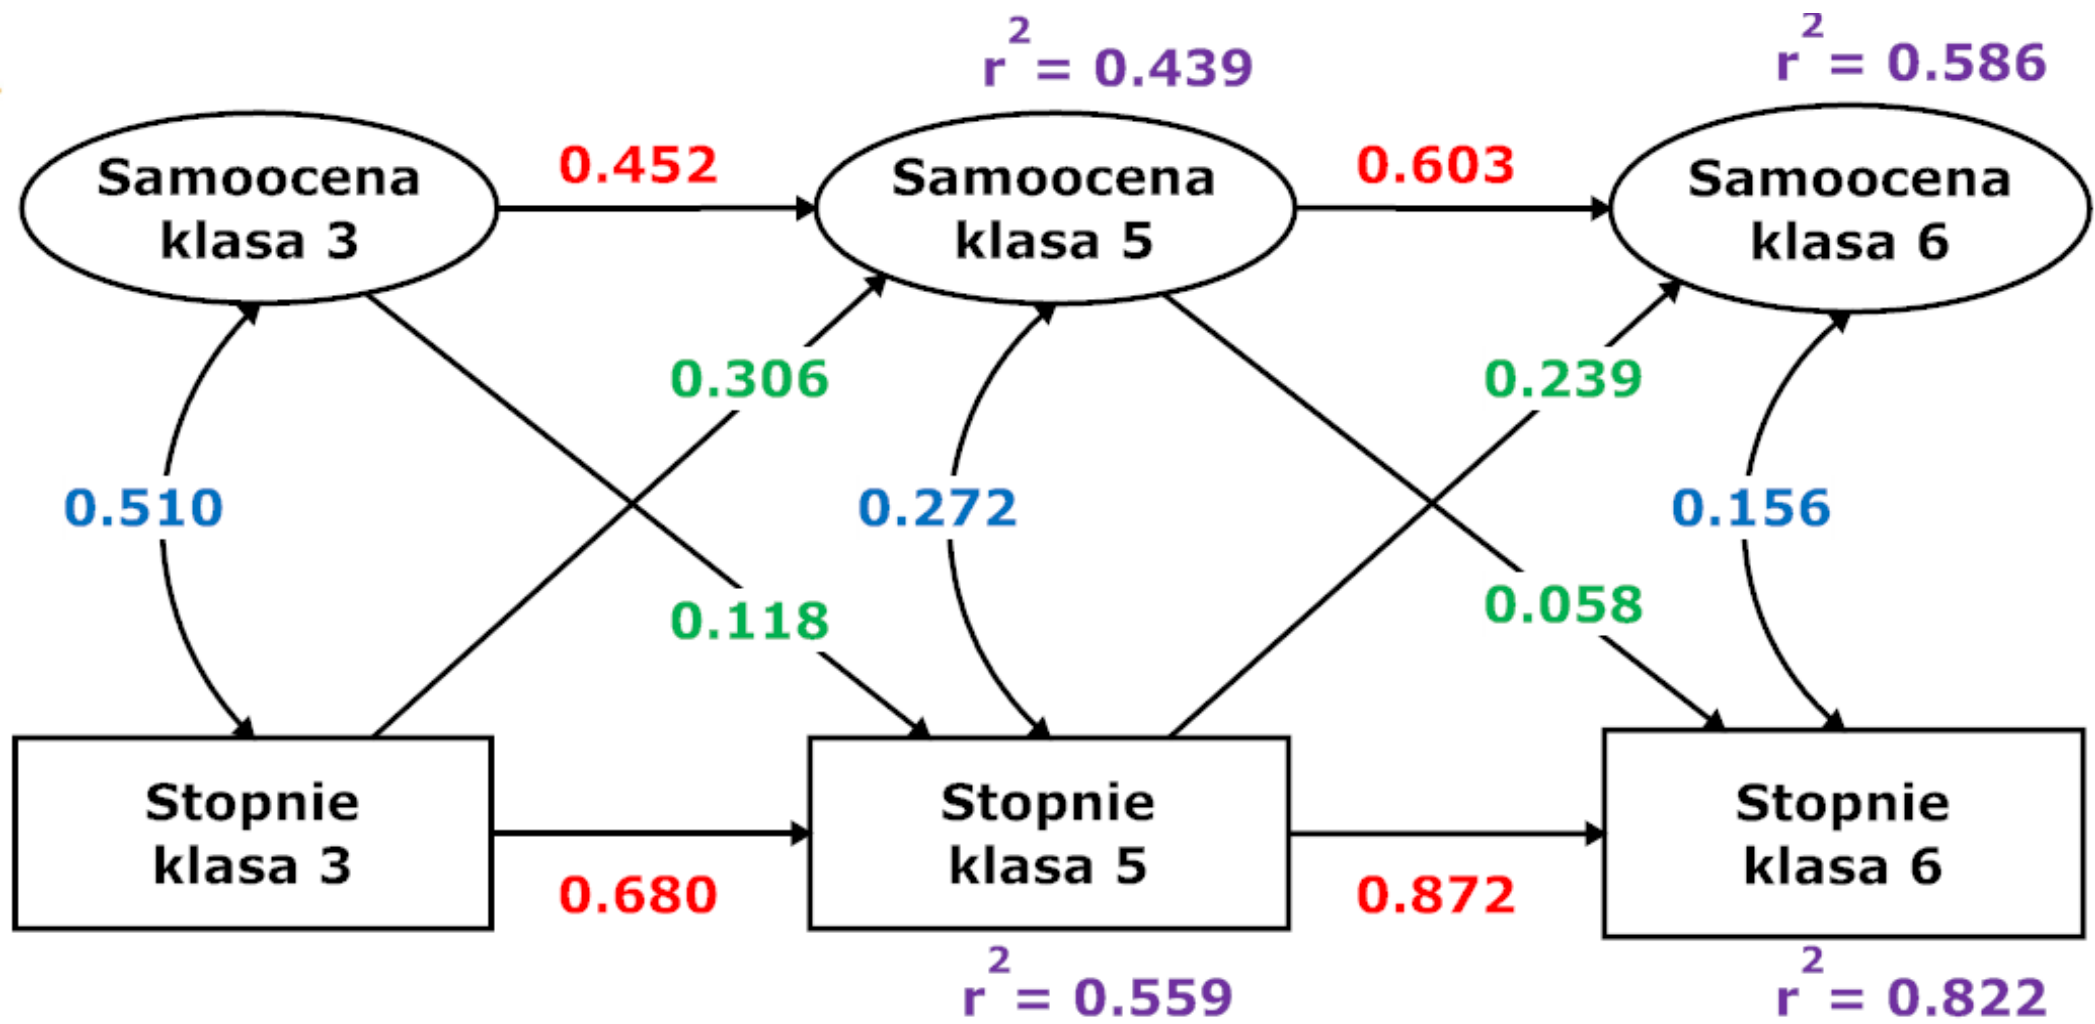 r² = 0.439
r² = 0.586
Samoocena
klasa 3
0.452
Samoocena
klasa 5
0.603
Samoocena
klasa 6
0.306
0.239
0.510
0.272
0.156
0.118
0.058
Stopnie
klasa 3
0.680
Stopnie
klasa 5
0.872
Stopnie
klasa 6
r² = 0.559
r² = 0.822